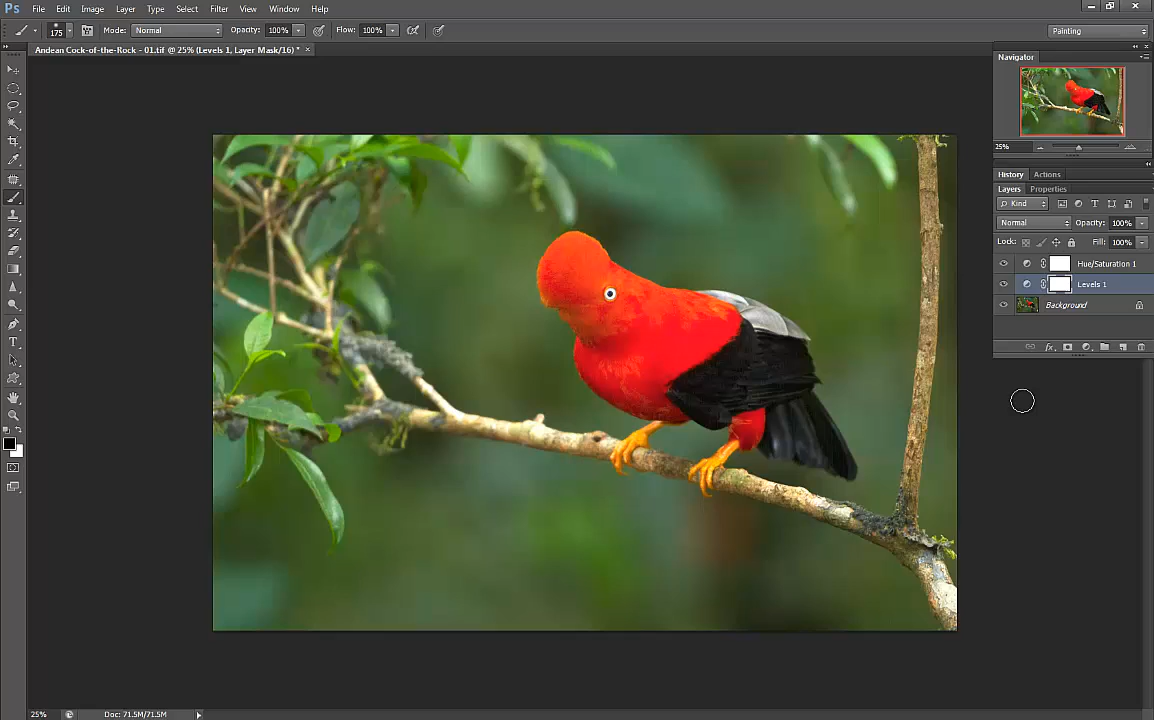 Ps File Edit Image Layer Type Select Filter View Window Help
175 Mode: Normal Opacity: 100% Flow: 100% Painting
Andean Cock-of-the-Rock - 01.tif @ 25% (Levels 1, Layer Mask/16) * ×
Navigator
25%
History Actions
Layers Properties
Kind
Normal Opacity: 100%
Lock: Fill: 100%
Hue/Saturation 1
Levels 1
Background
25% Doc: 71.5M/71.5M